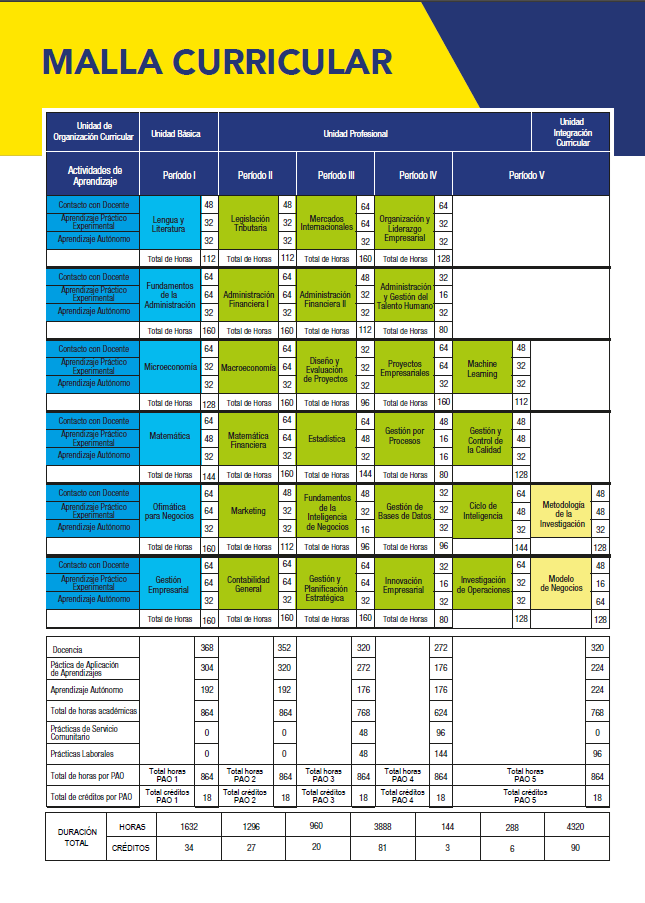 MALLA CURRICULAR
Unidad de
Organización Curricular
Unidad Básica
Unidad Profesional
Unidad
Integración
Curricular
Actividades de
Aprendizaje
Período I
Período II
Período III
Período IV
Período V
Contacto con Docente
Aprendizaje Práctico
Experimental
Aprendizaje Autónomo
Lengua y
Literatura
48
32
32
Legislación
Tributaria
48
32
32
Mercados
Internacionales
64
64
32
Organización y
Liderazgo
Empresarial
64
32
32
Total de Horas 112
Total de Horas 112
Total de Horas 160
Total de Horas 128
Contacto con Docente
Aprendizaje Práctico
Experimental
Aprendizaje Autónomo
Fundamentos
de la
Administración
64
64
32
Administración
Financiera I
64
64
32
Administración
Financiera II
48
32
32
Administración
y Gestión del
Talento Humano
32
16
32
Total de Horas 160
Total de Horas 160
Total de Horas 112
Total de Horas 80
Contacto con Docente
Aprendizaje Práctico
Experimental
Aprendizaje Autónomo
Microeconomía
64
32
32
Macroeconomía
64
64
32
Diseño y
Evaluación
de Proyectos
32
32
32
Proyectos
Empresariales
64
64
32
Machine
Learning
48
32
32
Total de Horas 128
Total de Horas 160
Total de Horas 96
Total de Horas 160
112
Contacto con Docente
Aprendizaje Práctico
Experimental
Aprendizaje Autónomo
Matemática
64
48
32
Matemática
Financiera
64
64
32
Estadística
64
48
32
Gestión por
Procesos
48
16
16
Gestión y
Control de
la Calidad
48
48
32
Total de Horas 144
Total de Horas 160
Total de Horas 144
Total de Horas 80
128
Contacto con Docente
Aprendizaje Práctico
Experimental
Aprendizaje Autónomo
Ofimática
para Negocios
64
64
32
Marketing
48
32
32
Fundamentos
de la
Inteligencia
de Negocios
48
32
16
Gestión de
Bases de Datos
32
32
32
Ciclo de
Inteligencia
64
48
32
Metodología
de la
Investigación
48
48
32
Total de Horas 160
Total de Horas 112
Total de Horas 96
Total de Horas 96
144
128
Contacto con Docente
Aprendizaje Práctico
Experimental
Aprendizaje Autónomo
Gestión
Empresarial
64
64
32
Contabilidad
General
64
64
32
Gestión y
Planificación
Estratégica
64
64
32
Innovación
Empresarial
32
16
32
Investigación
de Operaciones
64
32
32
Modelo
de Negocios
48
16
64
Total de Horas 160
Total de Horas 160
Total de Horas 160
Total de Horas 80
128
128
Docencia 368 352 320 272 320
Páctica de Aplicación
de Aprendizajes
304 320 272 176 224
Aprendizaje Autónomo 192 192 176 176 224
Total de horas académicas 864 864 768 624 768
Prácticas de Servicio
Comunitario
0 0 48 96 0
Prácticas Laborales 0 0 48 144 96
Total de horas por PAO
Total horas
PAO 1
864
Total horas
PAO 2
864
Total horas
PAO 3
864
Total horas
PAO 4
864
Total horas
PAO 5
864
Total de créditos por PAO
Total créditos
PAO 1
18
Total créditos
PAO 2
18
Total créditos
PAO 3
18
Total créditos
PAO 4
18
Total créditos
PAO 5
18
DURACIÓN
TOTAL
HORAS 1632 1296 960 3888 144 288 4320
CRÉDITOS 34 27 20 81 3 6 90